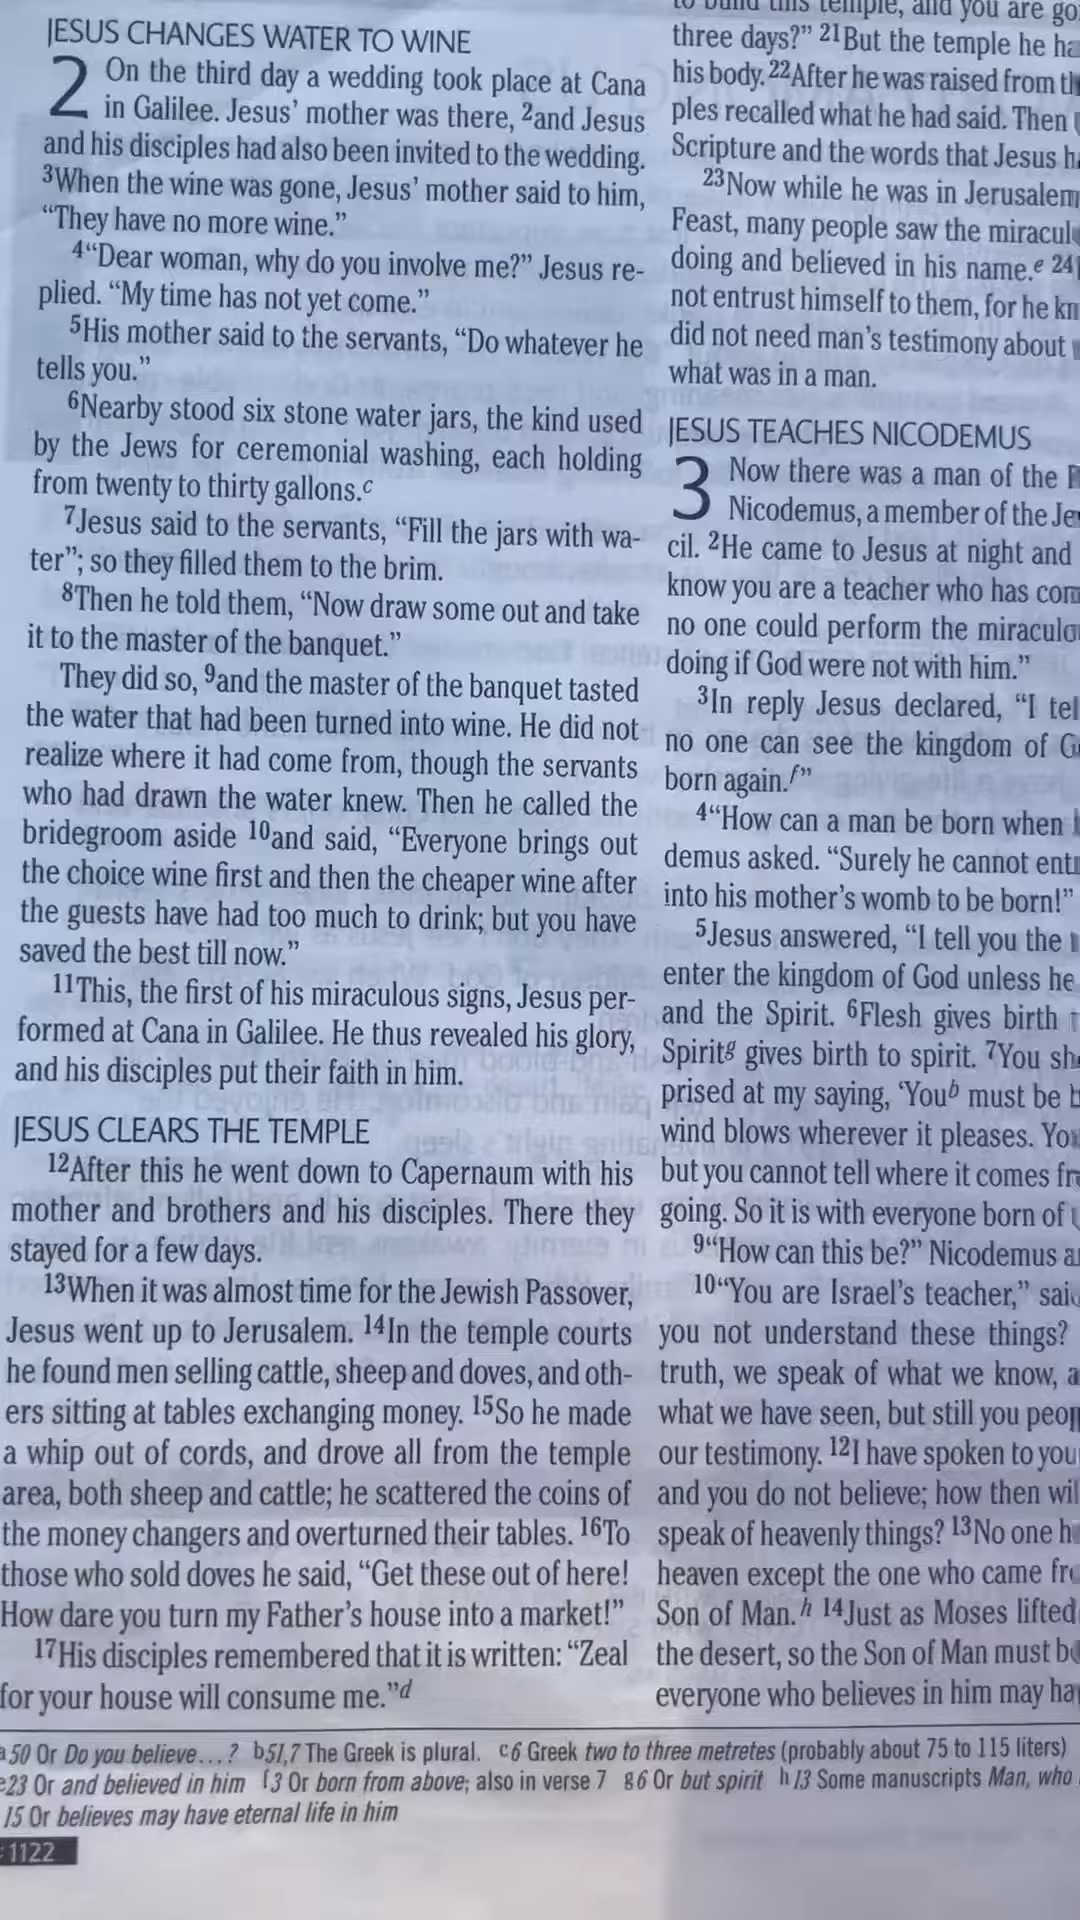 JESUS CHANGES WATER TO WINE
2 On the third day a wedding took place at Cana
in Galilee. Jesus’ mother was there, 2and Jesus
and his disciples had also been invited to the wedding.
3When the wine was gone, Jesus’ mother said to him,
“They have no more wine.”
4“Dear woman, why do you involve me?” Jesus re-
plied. “My time has not yet come.”
5His mother said to the servants, “Do whatever he
tells you.”
6Nearby stood six stone water jars, the kind used
by the Jews for ceremonial washing, each holding
from twenty to thirty gallons.c
7Jesus said to the servants, “Fill the jars with wa-
ter”; so they filled them to the brim.
8Then he told them, “Now draw some out and take
it to the master of the banquet.”
They did so, 9and the master of the banquet tasted
the water that had been turned into wine. He did not
realize where it had come from, though the servants
who had drawn the water knew. Then he called the
bridegroom aside 10and said, “Everyone brings out
the choice wine first and then the cheaper wine after
the guests have had too much to drink; but you have
saved the best till now.”
11This, the first of his miraculous signs, Jesus per-
formed at Cana in Galilee. He thus revealed his glory,
and his disciples put their faith in him.
JESUS CLEARS THE TEMPLE
12After this he went down to Capernaum with his
mother and brothers and his disciples. There they
stayed for a few days.
13When it was almost time for the Jewish Passover,
Jesus went up to Jerusalem. 14In the temple courts
he found men selling cattle, sheep and doves, and oth-
ers sitting at tables exchanging money. 15So he made
a whip out of cords, and drove all from the temple
area, both sheep and cattle; he scattered the coins of
the money changers and overturned their tables. 16To
those who sold doves he said, “Get these out of here!
How dare you turn my Father’s house into a market!”
17His disciples remembered that it is written: “Zeal
for your house will consume me.”d
to build this temple, and you are
three days?” 21But the temple he
his body. 22After he was raised from
ples recalled what he had said. Then
Scripture and the words that Jesus
23Now while he was in Jerusalem
Feast, many people saw the
doing and believed in his name.e 24
not entrust himself to them, for he
did not need man’s testimony about
what was in a man.
JESUS TEACHES NICODEMUS
3 Now there was a man of the
Nicodemus, a member of the
cil. 2He came to Jesus at night and
know you are a teacher who has
no one could perform the
doing if God were not with him.”
3In reply Jesus declared, “I
no one can see the kingdom of
born again.f”
4“How can a man be born when
demus asked. “Surely he cannot
into his mother’s womb to be born!”
5Jesus answered, “I tell you the
enter the kingdom of God unless he
and the Spirit. 6Flesh gives birth
Spiritg gives birth to spirit. 7You
prised at my saying, ‘Youb must be
wind blows wherever it pleases.
but you cannot tell where it comes
going. So it is with everyone born of
9“How can this be?” Nicodemus
10“You are Israel’s teacher,”
you not understand these things?
truth, we speak of what we know,
what we have seen, but still you
our testimony. 12I have spoken to you
and you do not believe; how then
speak of heavenly things? 13No one
heaven except the one who came
Son of Man.h 14Just as Moses lifted
the desert, so the Son of Man must
everyone who believes in him may
a50 Or Do you believe...? b51,7 The Greek is plural. c6 Greek two to three metretes (probably about 75 to 115 liters)
e23 Or and believed in him f3 Or born from above; also in verse 7 g6 Or but spirit h13 Some manuscripts Man, who
15 Or believes may have eternal life in him
1122